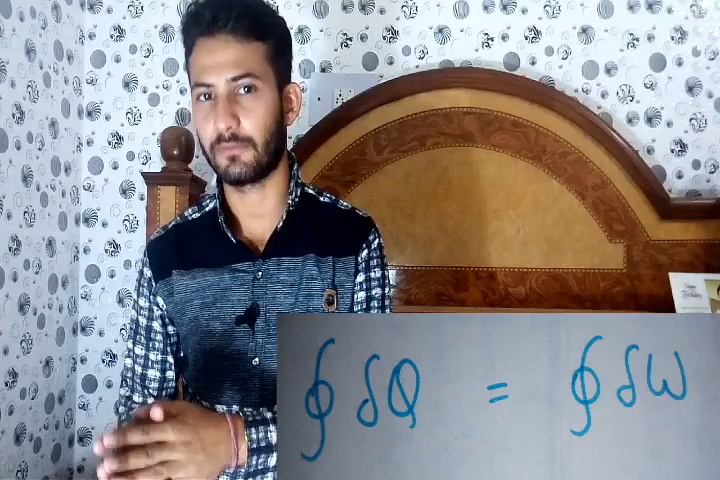 ∮ δQ = ∮ δW